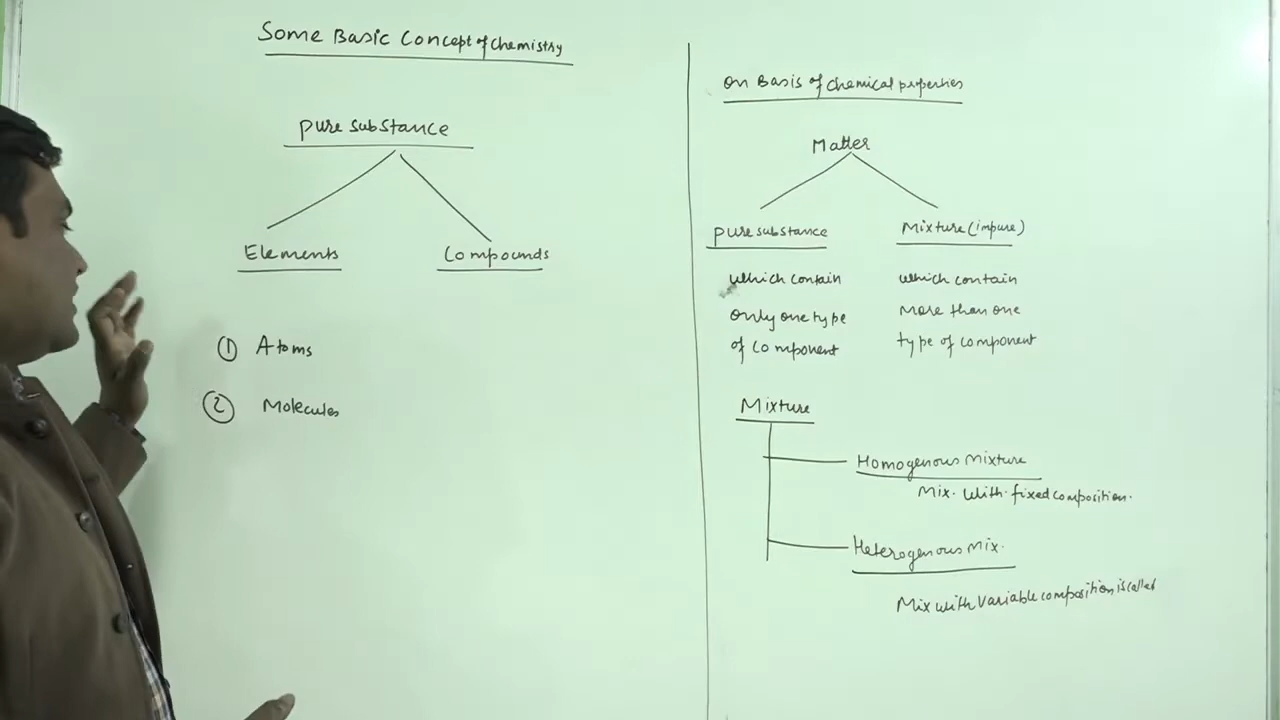 Some Basic Concept of Chemistry
Pure substance
Elements
Compounds
① Atoms
② Molecules
On Basis of Chemical properties
Matter
Pure substance
Mixture (impure)
which contain
only one type
of component
which contain
More than one
type of component
Mixture
Homogenous Mixture
Mix. with fixed composition.
Heterogenous Mix.
Mix with variable composition is called